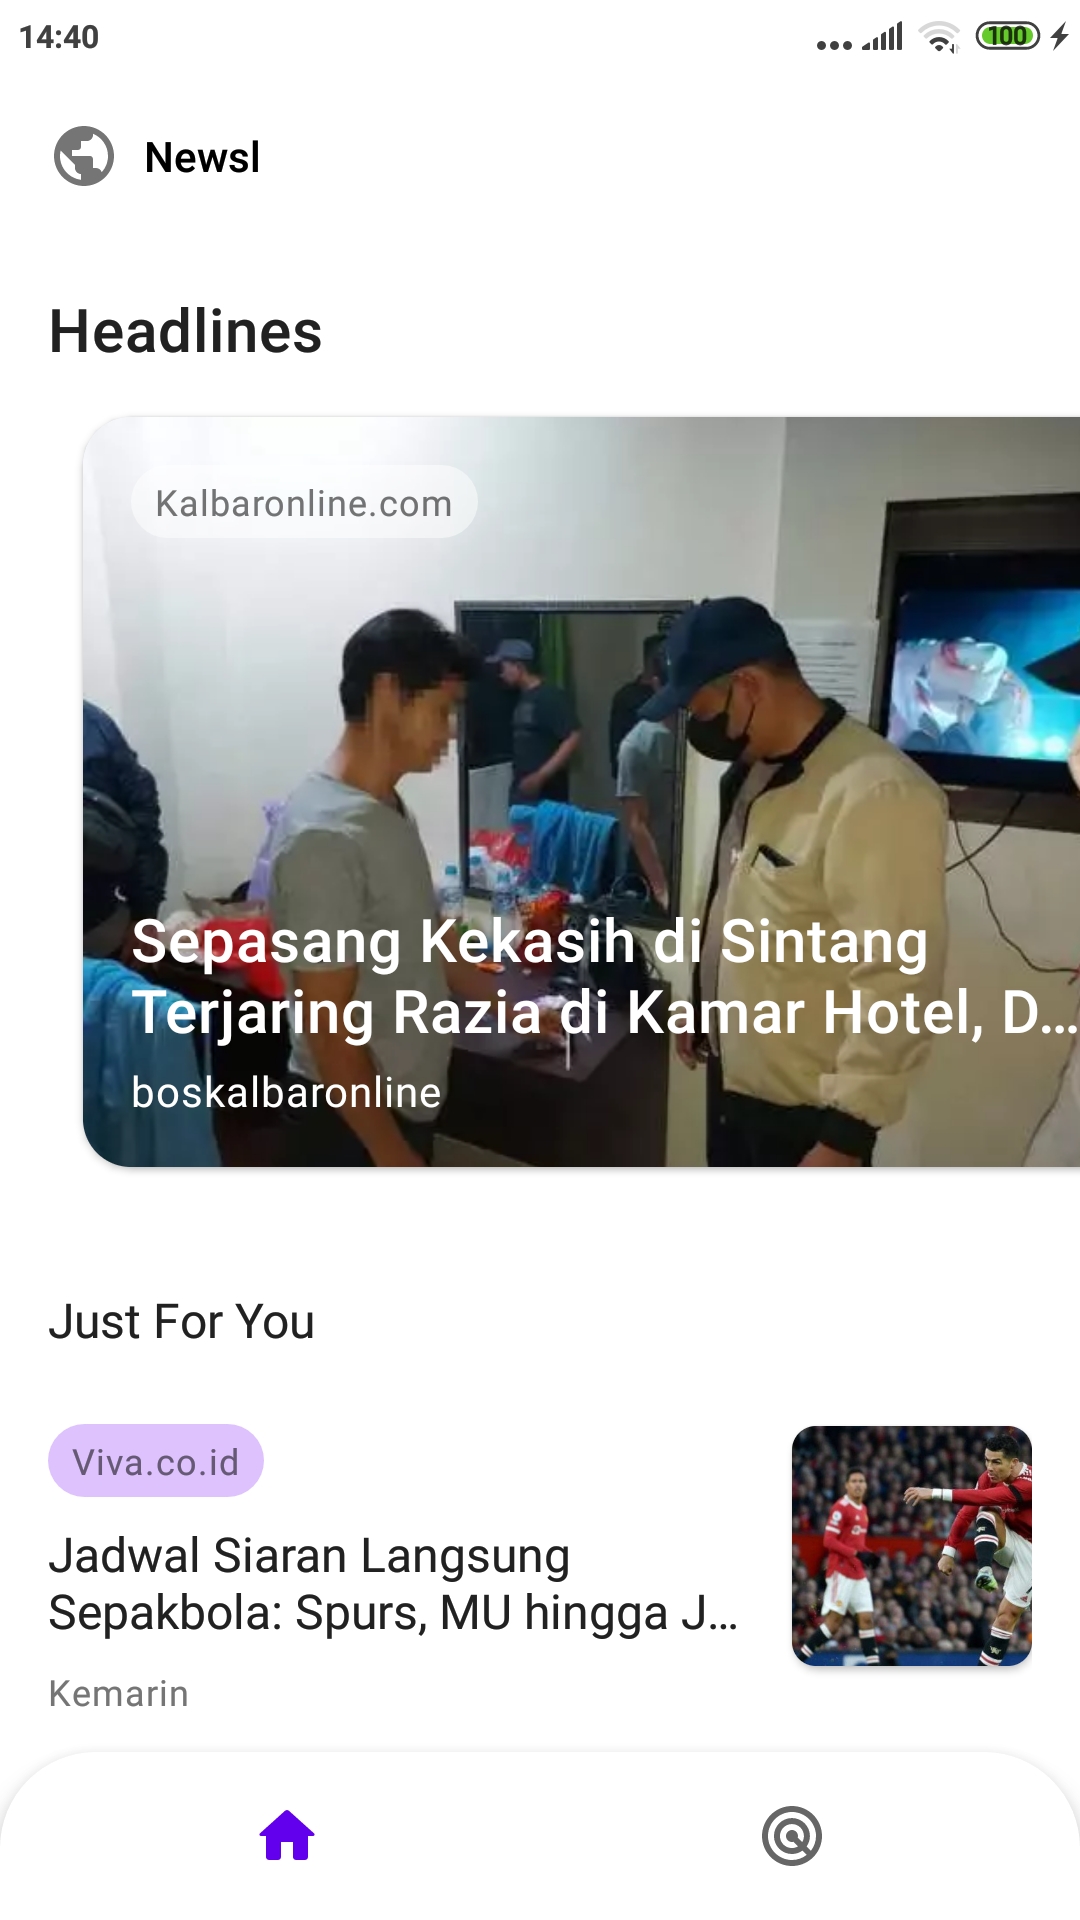 14:40
100
Newsl
Headlines
Kalbaronline.com
Sepasang Kekasih di Sintang
Terjaring Razia di Kamar Hotel, D...
boskalbaronline
Just For You
Viva.co.id
Jadwal Siaran Langsung
Sepakbola: Spurs, MU hingga J...
Kemarin